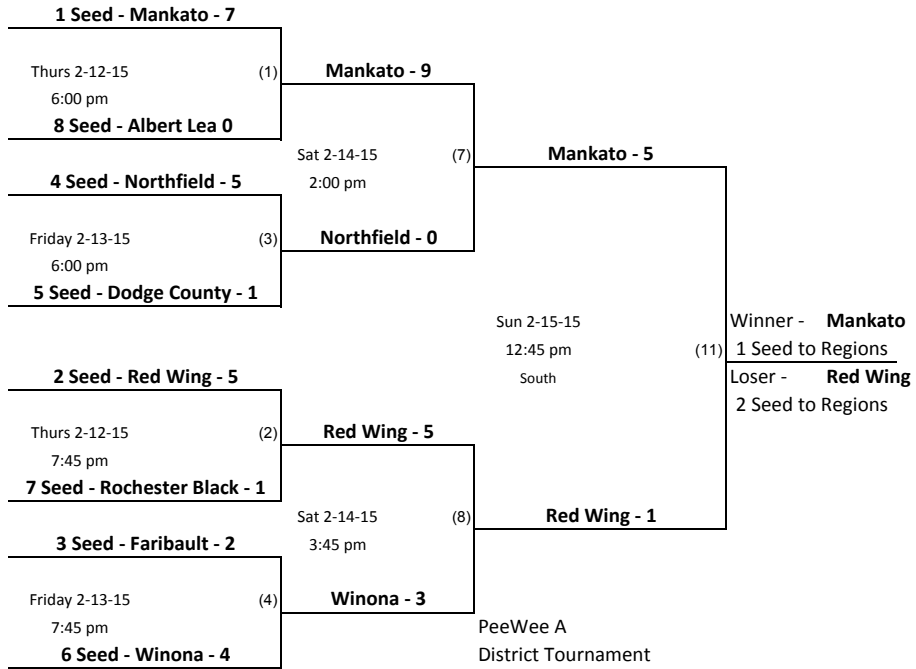 1 Seed - Mankato - 7
Thurs 2-12-15 (1) Mankato - 9
6:00 pm
8 Seed - Albert Lea 0
Sat 2-14-15 (7) Mankato - 5
4 Seed - Northfield - 5 2:00 pm
Friday 2-13-15 (3) Northfield - 0
6:00 pm
5 Seed - Dodge County - 1
Sun 2-15-15 Winner - Mankato
12:45 pm (11) 1 Seed to Regions
2 Seed - Red Wing - 5 South Loser - Red Wing
2 Seed to Regions
Thurs 2-12-15 (2) Red Wing - 5
7:45 pm
7 Seed - Rochester Black - 1
Sat 2-14-15 (8) Red Wing - 1
3 Seed - Faribault - 2 3:45 pm
Friday 2-13-15 (4) Winona - 3
7:45 pm PeeWee A
6 Seed - Winona - 4 District Tournament